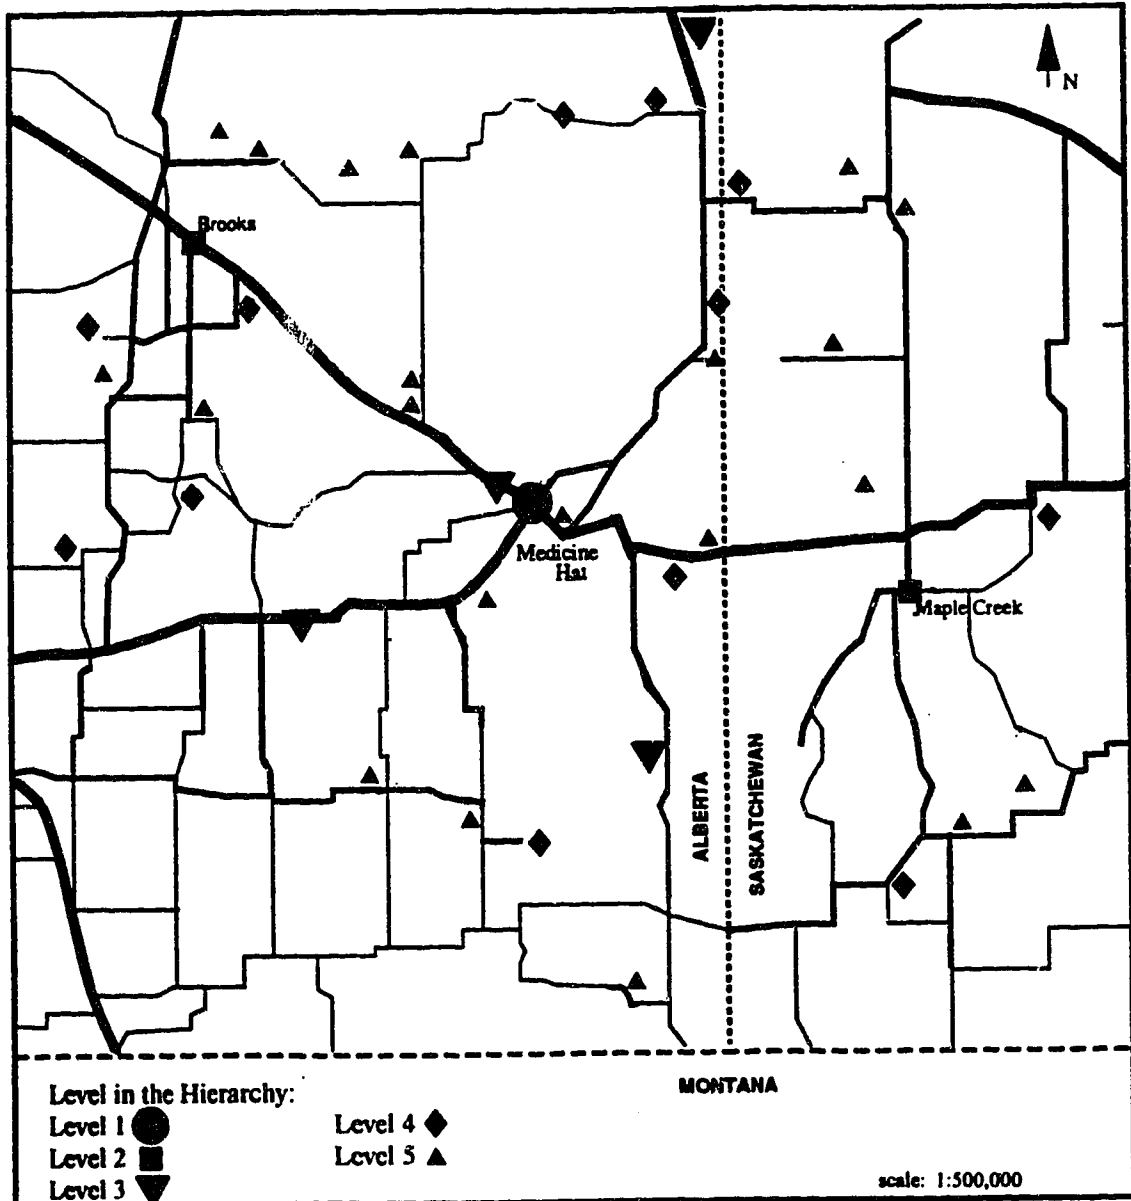 N
Brooks
Medicine
Hat
Maple Creek
ALBERTA
SASKATCHEWAN
MONTANA
Level in the Hierarchy:
Level 1
Level 2
Level 3
Level 4
Level 5
scale: 1:500,000